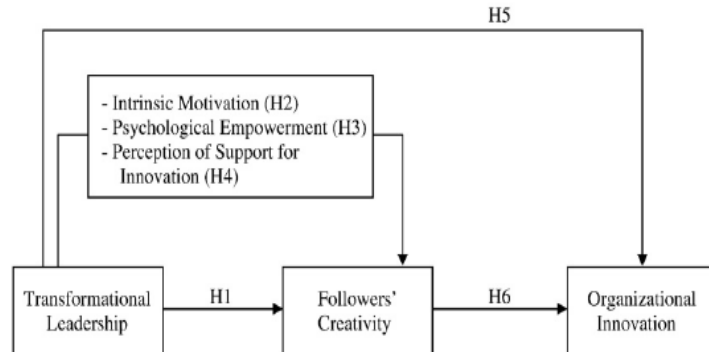 H5
- Intrinsic Motivation (H2)
- Psychological Empowerment (H3)
- Perception of Support for
Innovation (H4)
Transformational
Leadership
H1
Followers'
Creativity
H6
Organizational
Innovation